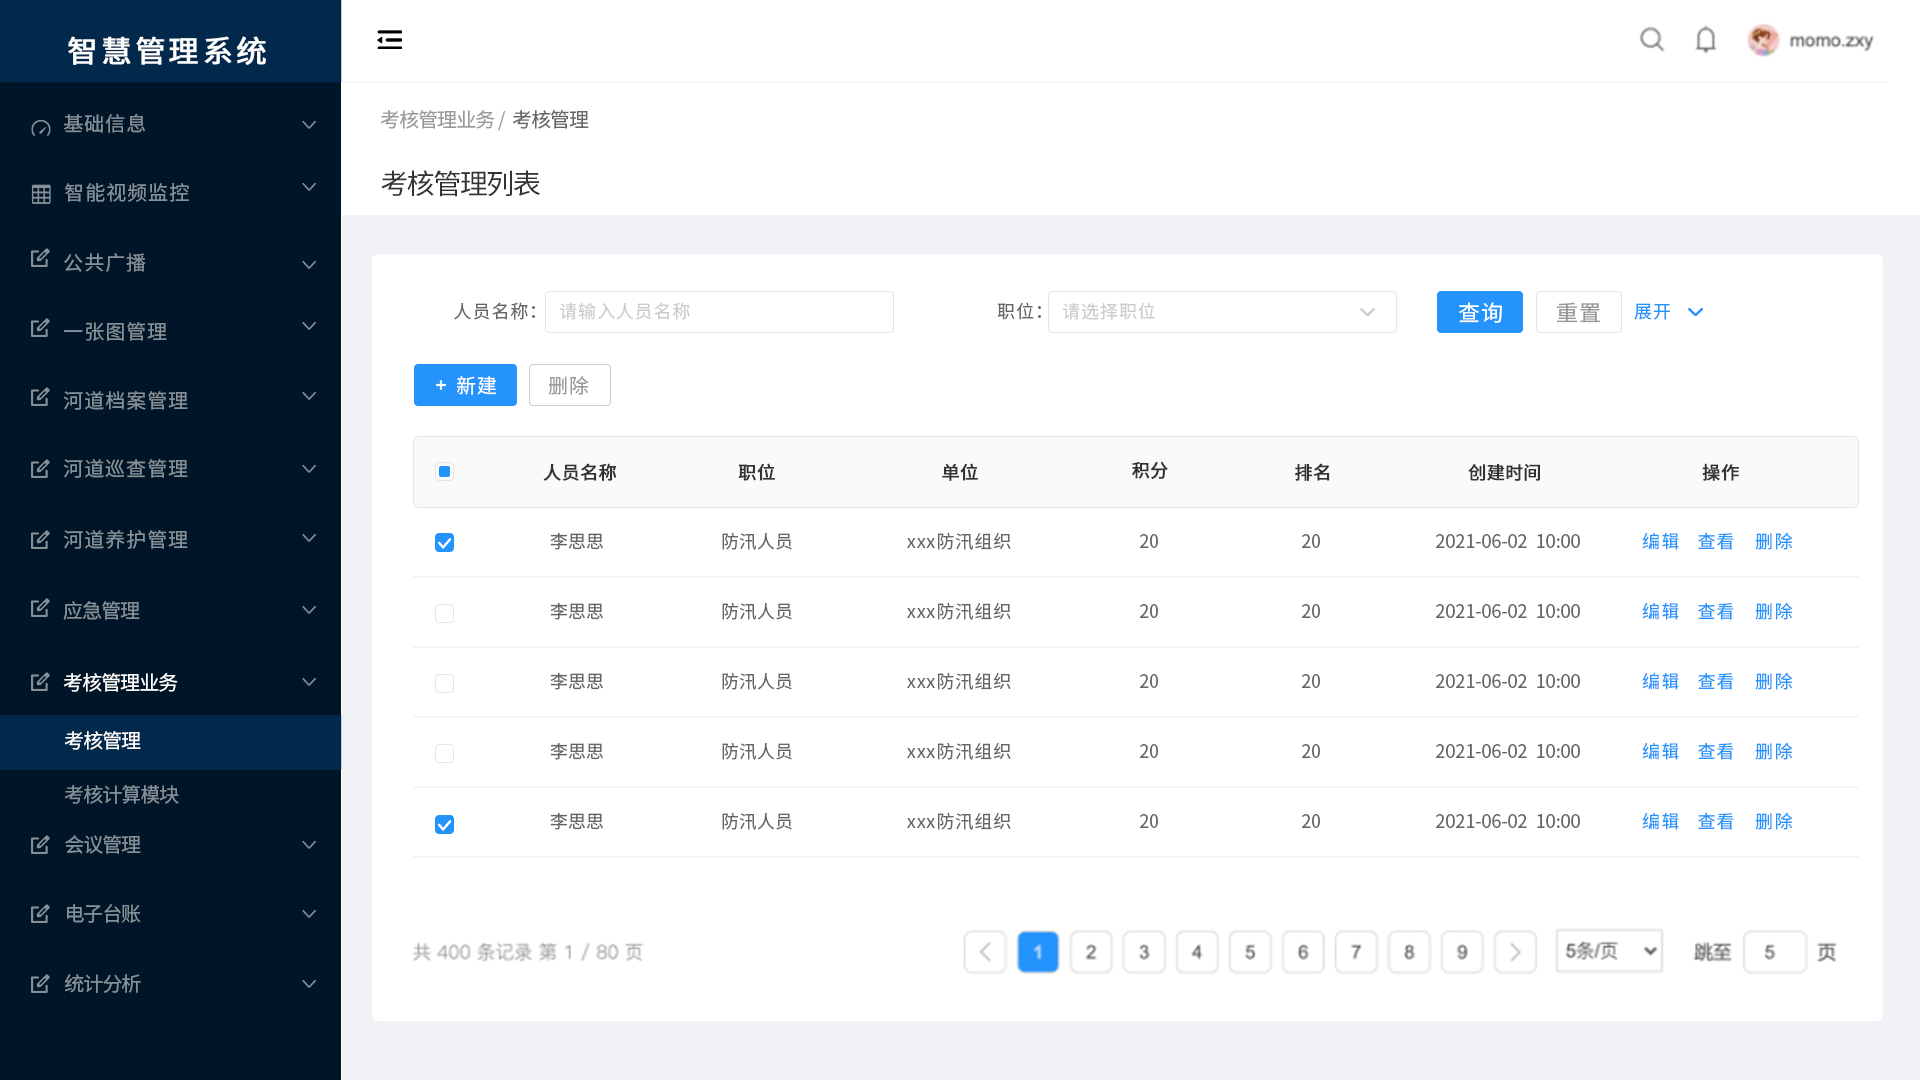 智慧管理系统
基础信息
智能视频监控
公共广播
一张图管理
河道档案管理
河道巡查管理
河道养护管理
应急管理
考核管理业务
考核管理
考核计算模块
会议管理
电子台账
统计分析
momo.zxy
考核管理业务 / 考核管理
考核管理列表
人员名称： 请输入人员名称 职位： 请选择职位 查询 重置 展开
+ 新建 删除
人员名称 职位 单位 积分 排名 创建时间 操作
李思思 防汛人员 xxx防汛组织 20 20 2021-06-02 10:00 编辑 查看 删除
李思思 防汛人员 xxx防汛组织 20 20 2021-06-02 10:00 编辑 查看 删除
李思思 防汛人员 xxx防汛组织 20 20 2021-06-02 10:00 编辑 查看 删除
李思思 防汛人员 xxx防汛组织 20 20 2021-06-02 10:00 编辑 查看 删除
李思思 防汛人员 xxx防汛组织 20 20 2021-06-02 10:00 编辑 查看 删除
共 400 条记录 第 1 / 80 页 1 2 3 4 5 6 7 8 9 5条/页 跳至 5 页